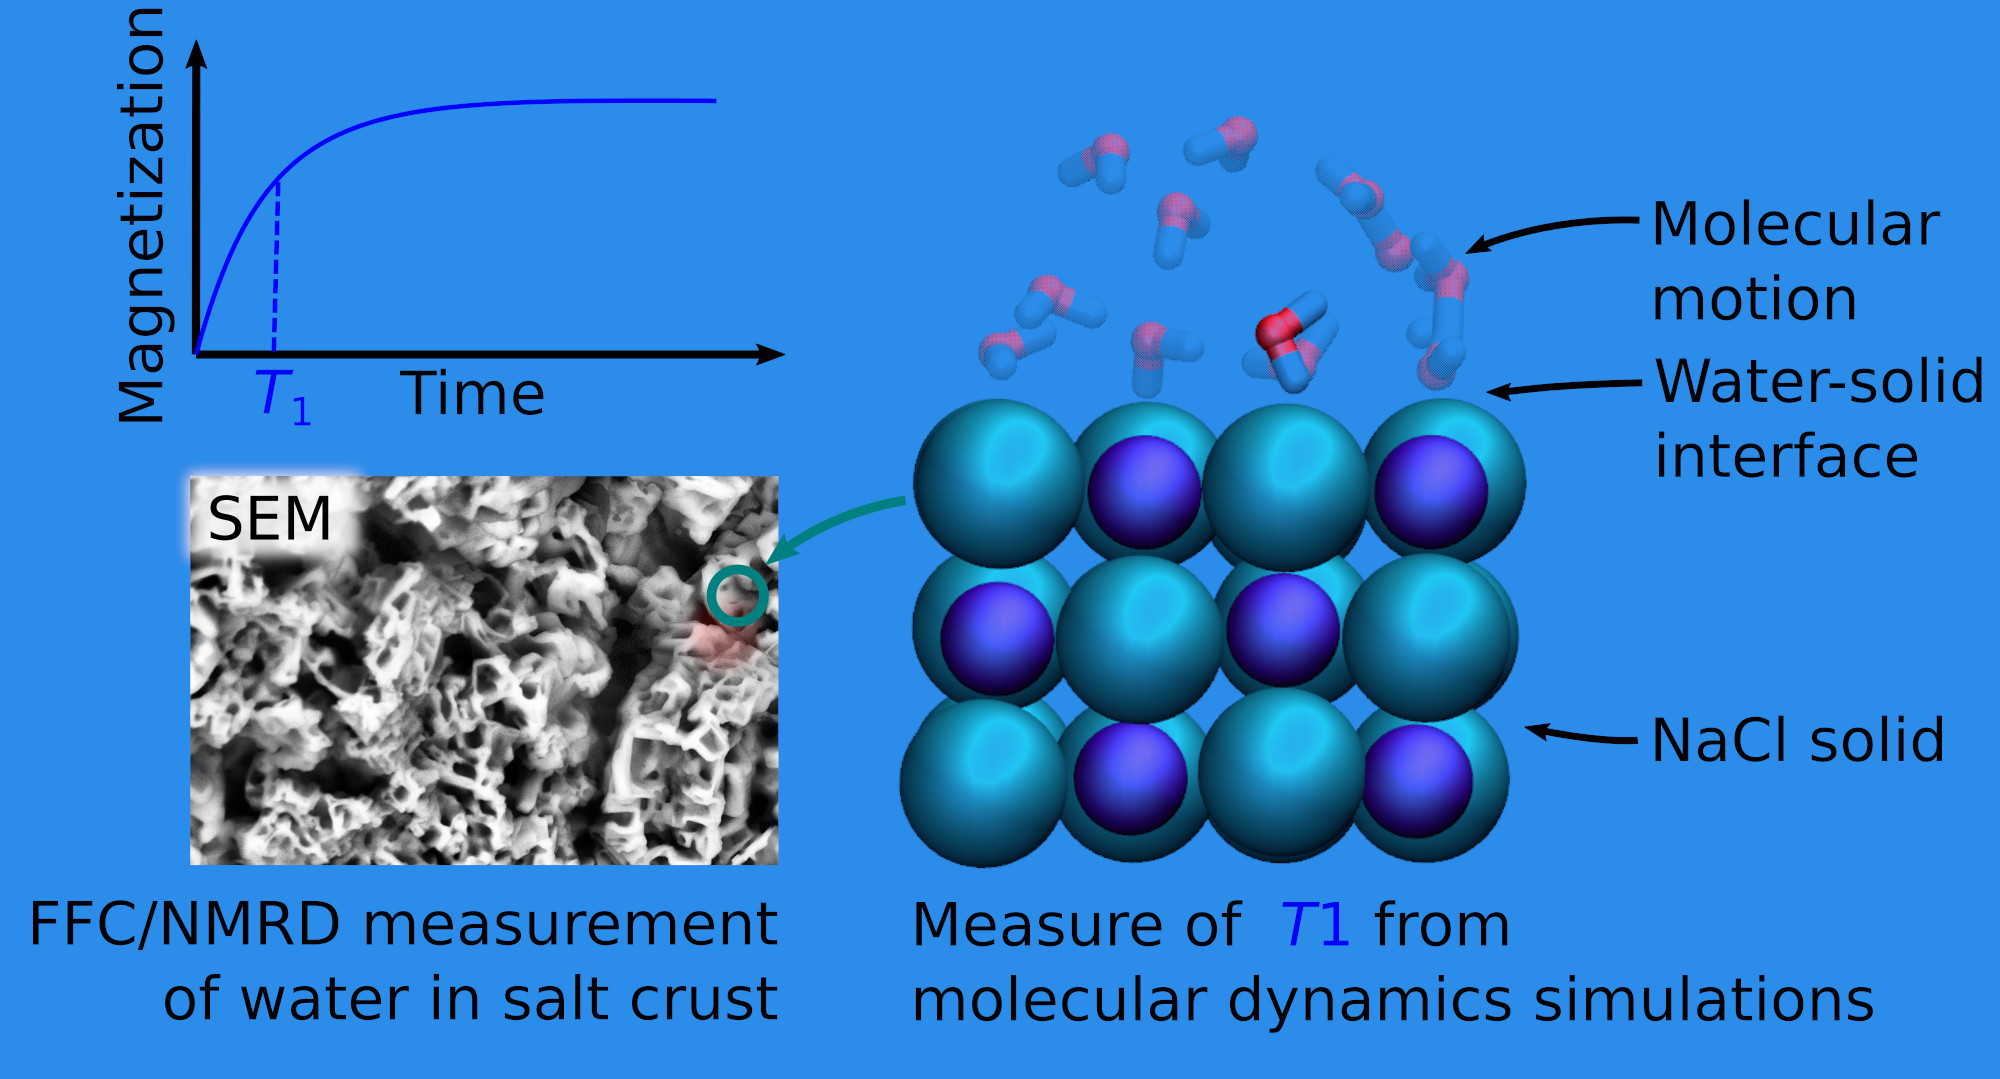 Magnetization
T1
Time
SEM
FFC/NMRD measurement
of water in salt crust
Molecular
motion
Water-solid
interface
NaCl solid
Measure of T1 from
molecular dynamics simulations